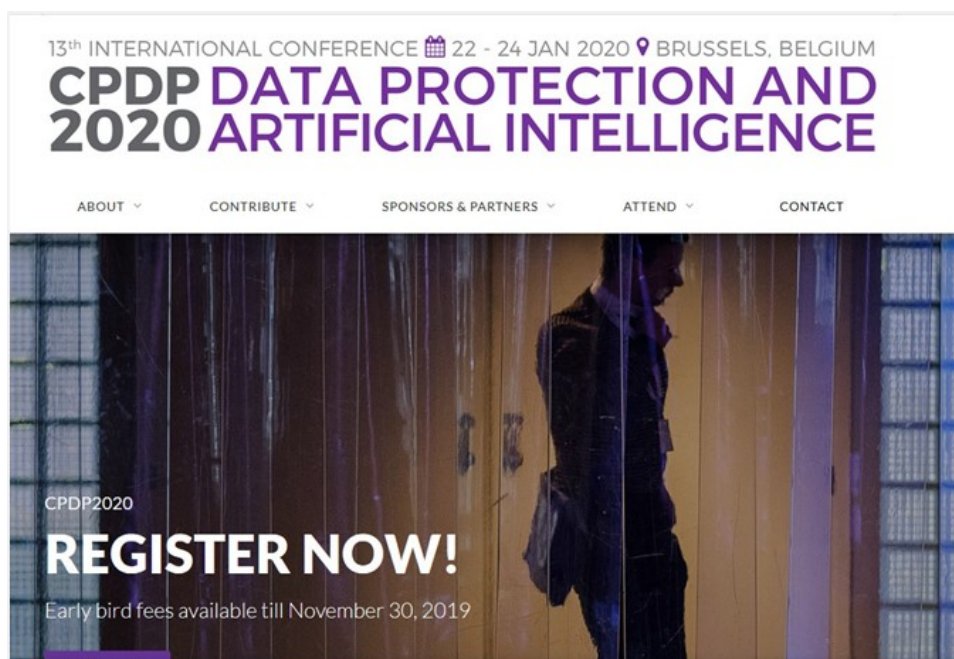 13th INTERNATIONAL CONFERENCE 22 - 24 JAN 2020 BRUSSELS, BELGIUM
CPDP DATA PROTECTION AND
2020 ARTIFICIAL INTELLIGENCE
ABOUT CONTRIBUTE SPONSORS & PARTNERS ATTEND CONTACT
CPDP2020
REGISTER NOW!
Early bird fees available till November 30, 2019